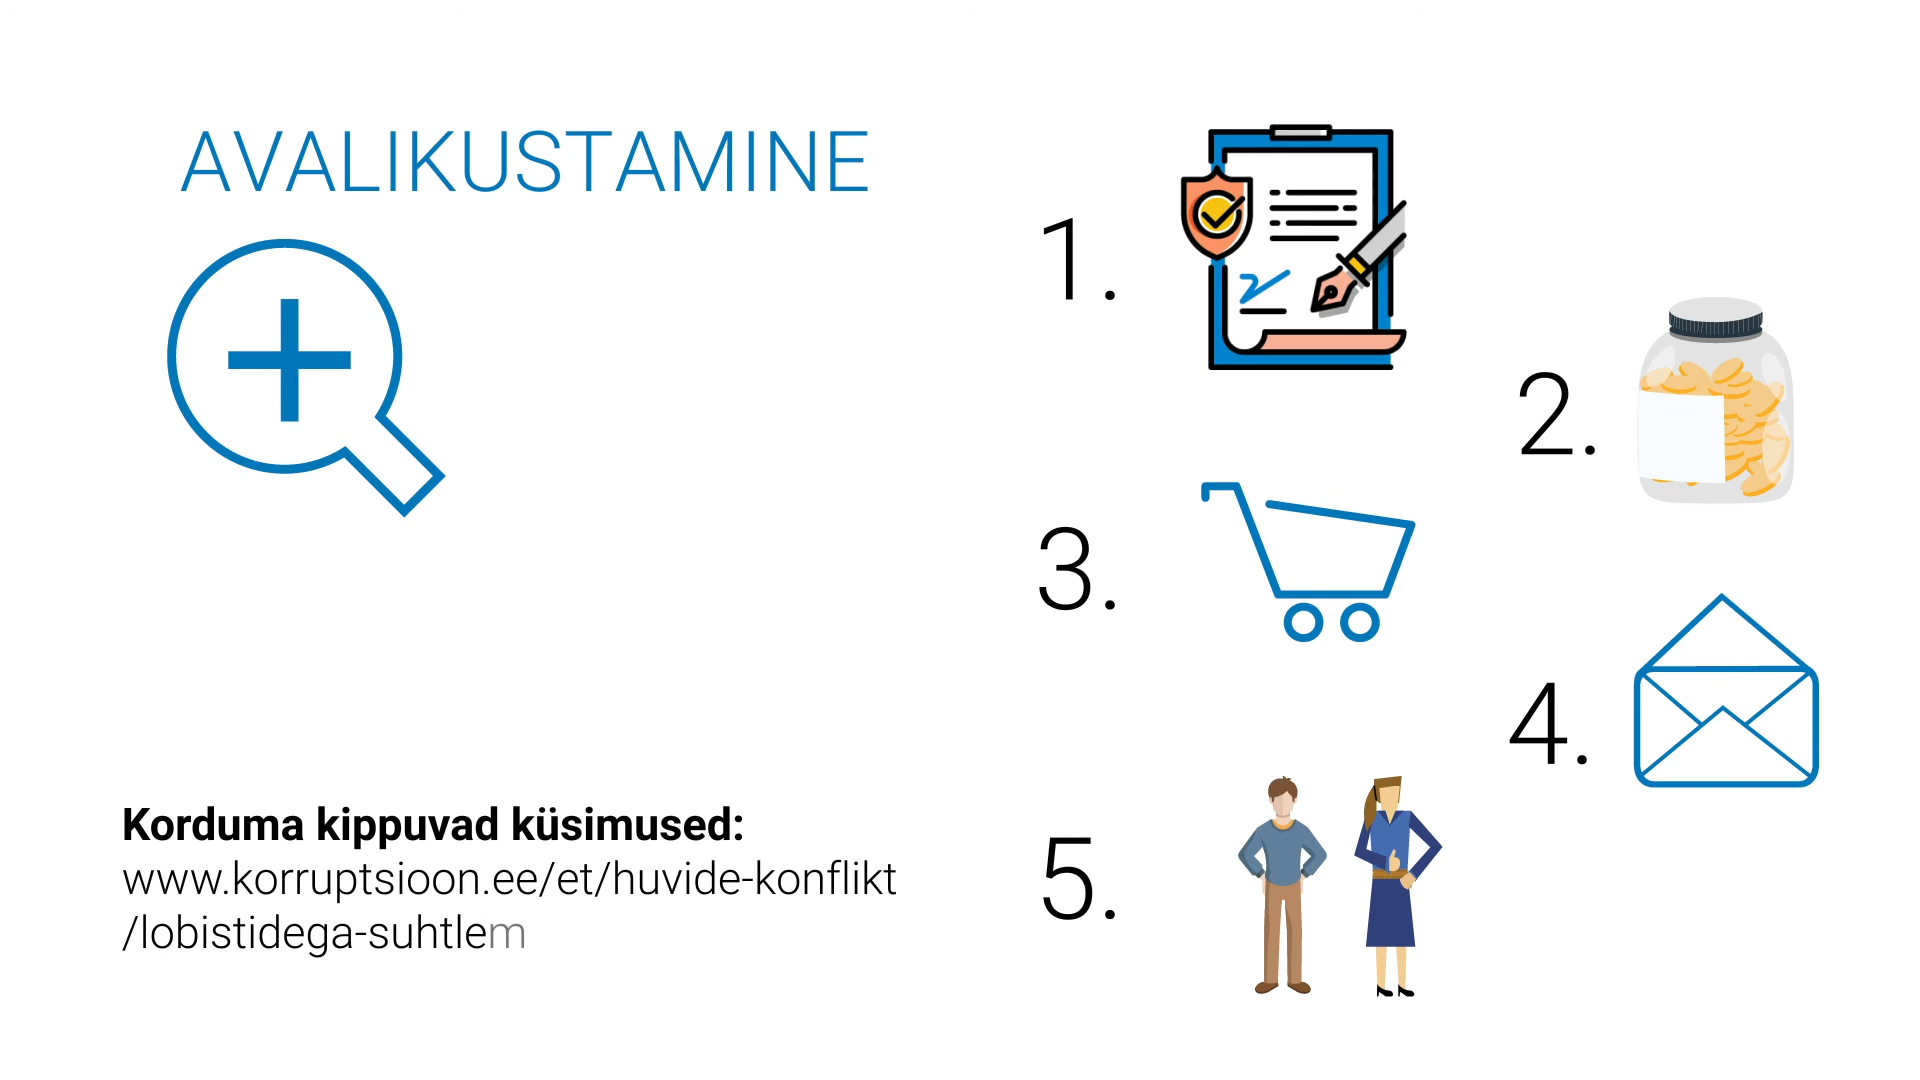 AVALIKUSTAMINE
1.
2.
3.
4.
5.
Korduma kippuvad küsimused:
www.korruptsioon.ee/et/huvide-konflikt
/lobistidega-suhtlem